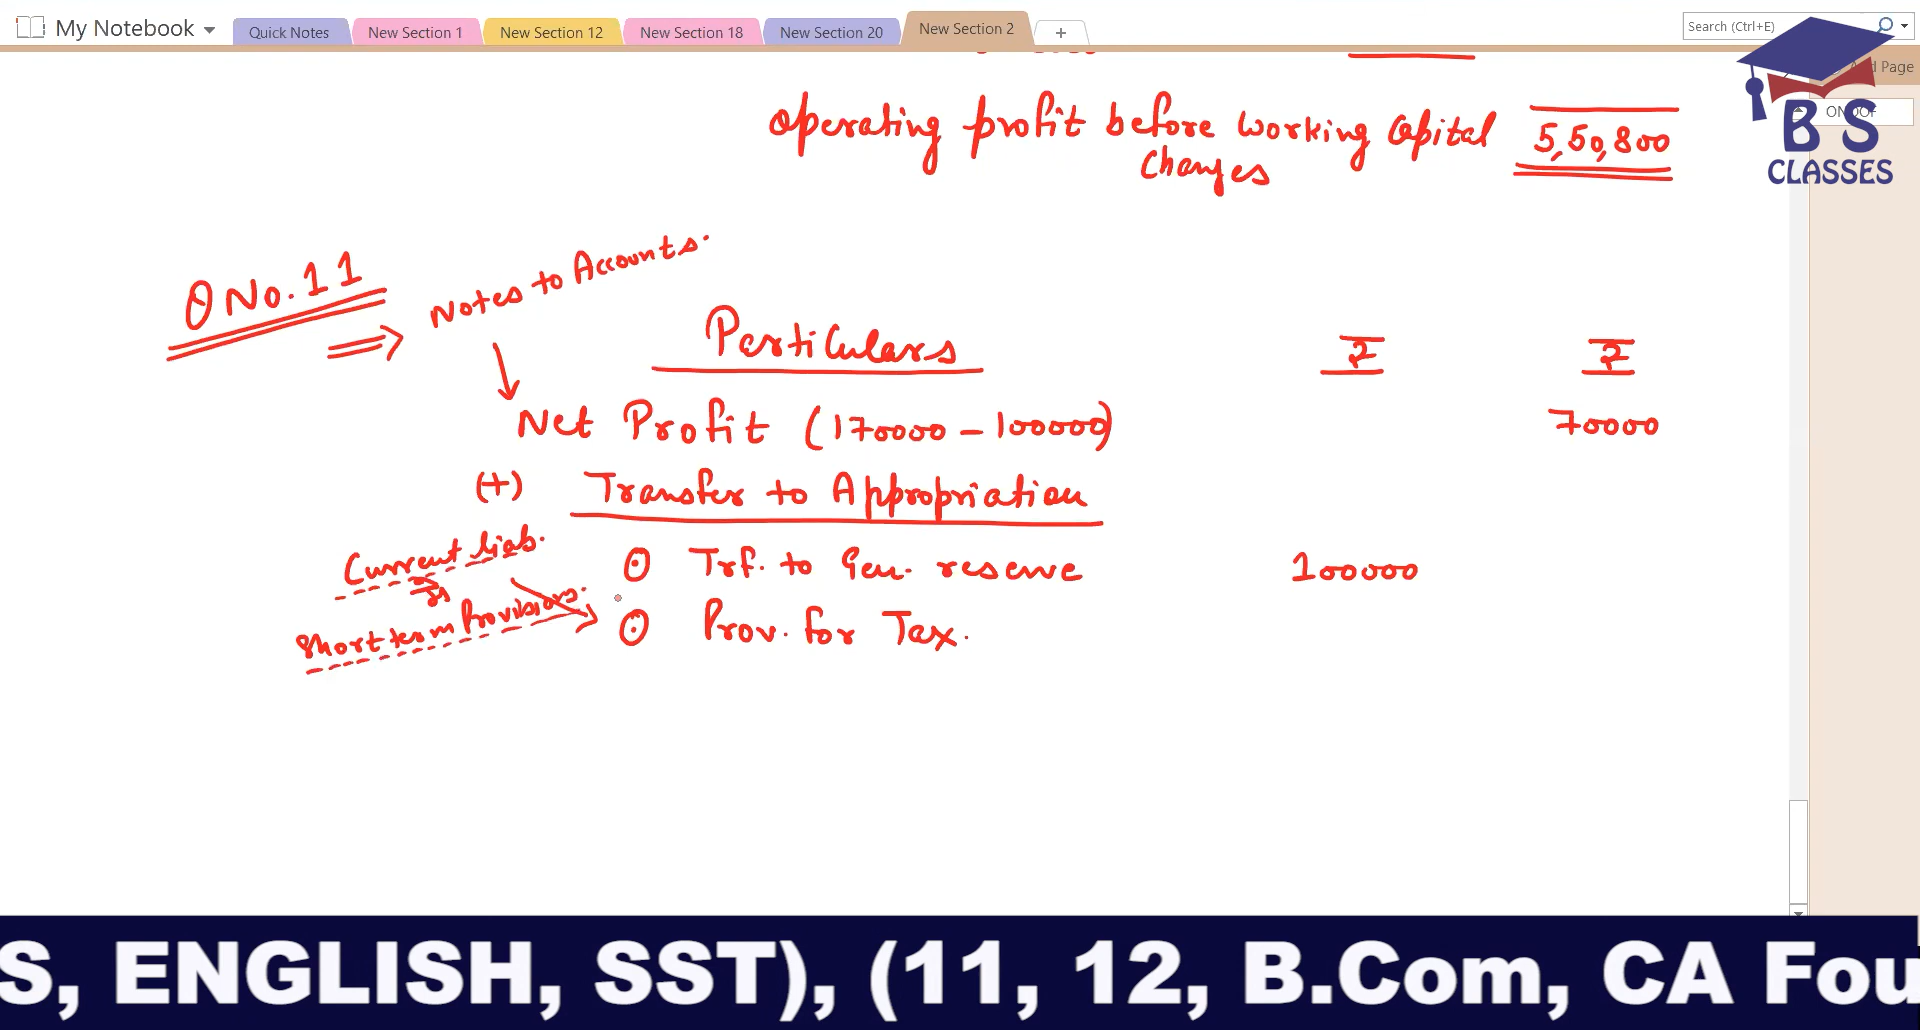 My Notebook
Quick Notes
New Section 1
New Section 12
New Section 18
New Section 20
New Section 2
+
Search (Ctrl+E)
Page
B S
CLASSES
Operating profit before working Capital 5,50,800
Changes
Q No. 11
Notes to Accounts.
Particulars ₹ ₹
Net Profit (170000 - 100000) 70000
(+) Transfer to Appropriation
Trf. to Gen. reserve 100000
Current liab.
Short term Provisions.
Prov. for Tax.
S, ENGLISH, SST), (11, 12, B.Com, CA Fou